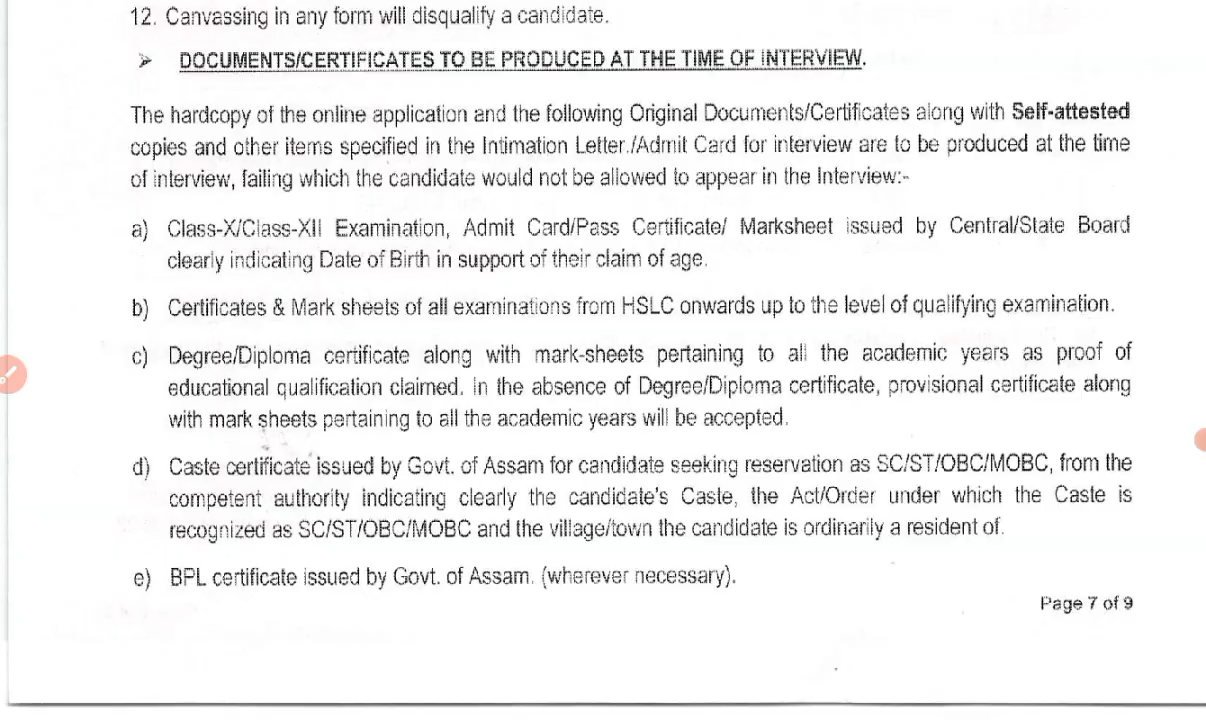 12. Canvassing in any form will disqualify a candidate.
➢ DOCUMENTS/CERTIFICATES TO BE PRODUCED AT THE TIME OF INTERVIEW.
The hardcopy of the online application and the following Original Documents/Certificates along with Self-attested
copies and other items specified in the Intimation Letter./Admit Card for interview are to be produced at the time
of interview, failing which the candidate would not be allowed to appear in the Interview:-
a) Class-X/Class-XII Examination, Admit Card/Pass Certificate/ Marksheet issued by Central/State Board
clearly indicating Date of Birth in support of their claim of age.
b) Certificates & Mark sheets of all examinations from HSLC onwards up to the level of qualifying examination.
c) Degree/Diploma certificate along with mark-sheets pertaining to all the academic years as proof of
educational qualification claimed. In the absence of Degree/Diploma certificate, provisional certificate along
with mark sheets pertaining to all the academic years will be accepted.
d) Caste certificate issued by Govt. of Assam for candidate seeking reservation as SC/ST/OBC/MOBC, from the
competent authority indicating clearly the candidate's Caste, the Act/Order under which the Caste is
recognized as SC/ST/OBC/MOBC and the village/town the candidate is ordinarily a resident of.
e) BPL certificate issued by Govt. of Assam. (wherever necessary).
Page 7 of 9